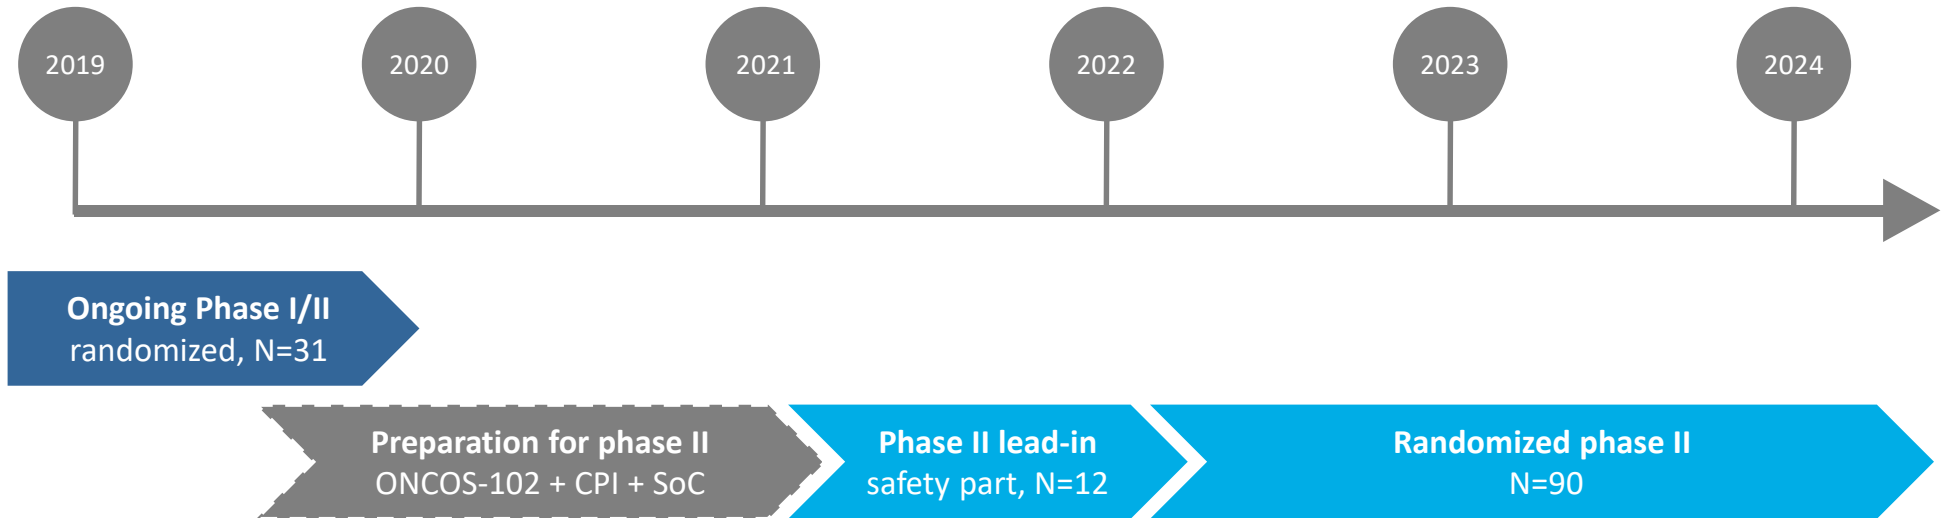 2019
2020
2021
2022
2023
2024
Ongoing Phase I/II
randomized, N=31
Preparation for phase II
ONCOS-102 + CPI + SoC
Phase II lead-in
safety part, N=12
Randomized phase II
N=90